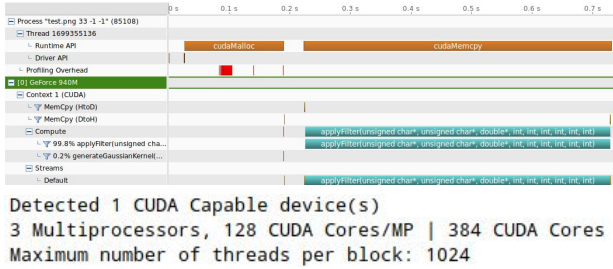 0 s 0.1 s 0.2 s 0.3 s 0.4 s 0.5 s 0.6 s 0.7 s
Process "test.png 33 -1 -1" (85108)
Thread 1699355136
Runtime API cudaMalloc cudaMemcpy
Driver API
Profiling Overhead
[0] GeForce 940M
Context 1 (CUDA)
MemCpy (HtoD)
MemCpy (DtoH)
Compute applyFilter(unsigned char*, unsigned char*, double*, int, int, int, int, int, int)
99.8% applyFilter(unsigned cha... applyFilter(unsigned char*, unsigned char*, double*, int, int, int, int, int, int)
0.2% generateGaussianKernel(...
Streams
Default applyFilter(unsigned char*, unsigned char*, double*, int, int, int, int, int, int)
Detected 1 CUDA Capable device(s)
3 Multiprocessors, 128 CUDA Cores/MP | 384 CUDA Cores
Maximum number of threads per block: 1024